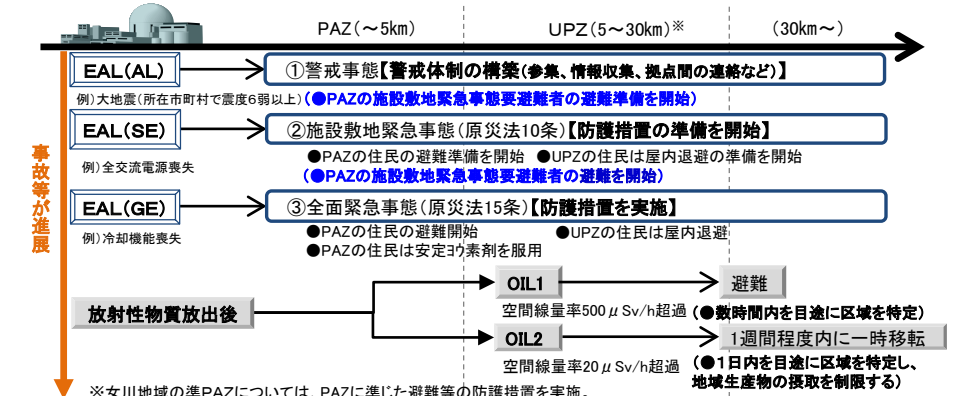 PAZ(～5km)
UPZ(5～30km)※
(30km～)
EAL(AL)
①警戒事態【警戒体制の構築(参集、情報収集、拠点間の連絡など)】
例)大地震(所在市町村で震度6弱以上)
(●PAZの施設敷地緊急事態要避難者の避難準備を開始)
EAL(SE)
②施設敷地緊急事態(原災法10条)【防護措置の準備を開始】
例)全交流電源喪失
●PAZの住民の避難準備を開始 ●UPZの住民は屋内退避の準備を開始
(●PAZの施設敷地緊急事態要避難者の避難を開始)
事故等が進展
EAL(GE)
③全面緊急事態(原災法15条)【防護措置を実施】
例)冷却機能喪失
●PAZの住民の避難開始 ●UPZの住民は屋内退避
●PAZの住民は安定ヨウ素剤を服用
放射性物質放出後
OIL1
避難
空間線量率500μSv/h超過
(●数時間内を目途に区域を特定)
OIL2
1週間程度内に一時移転
空間線量率20μSv/h超過
(●1日内を目途に区域を特定し、
地域生産物の摂取を制限する)
※女川地域の準PAZについては、PAZに準じた避難等の防護措置を実施。